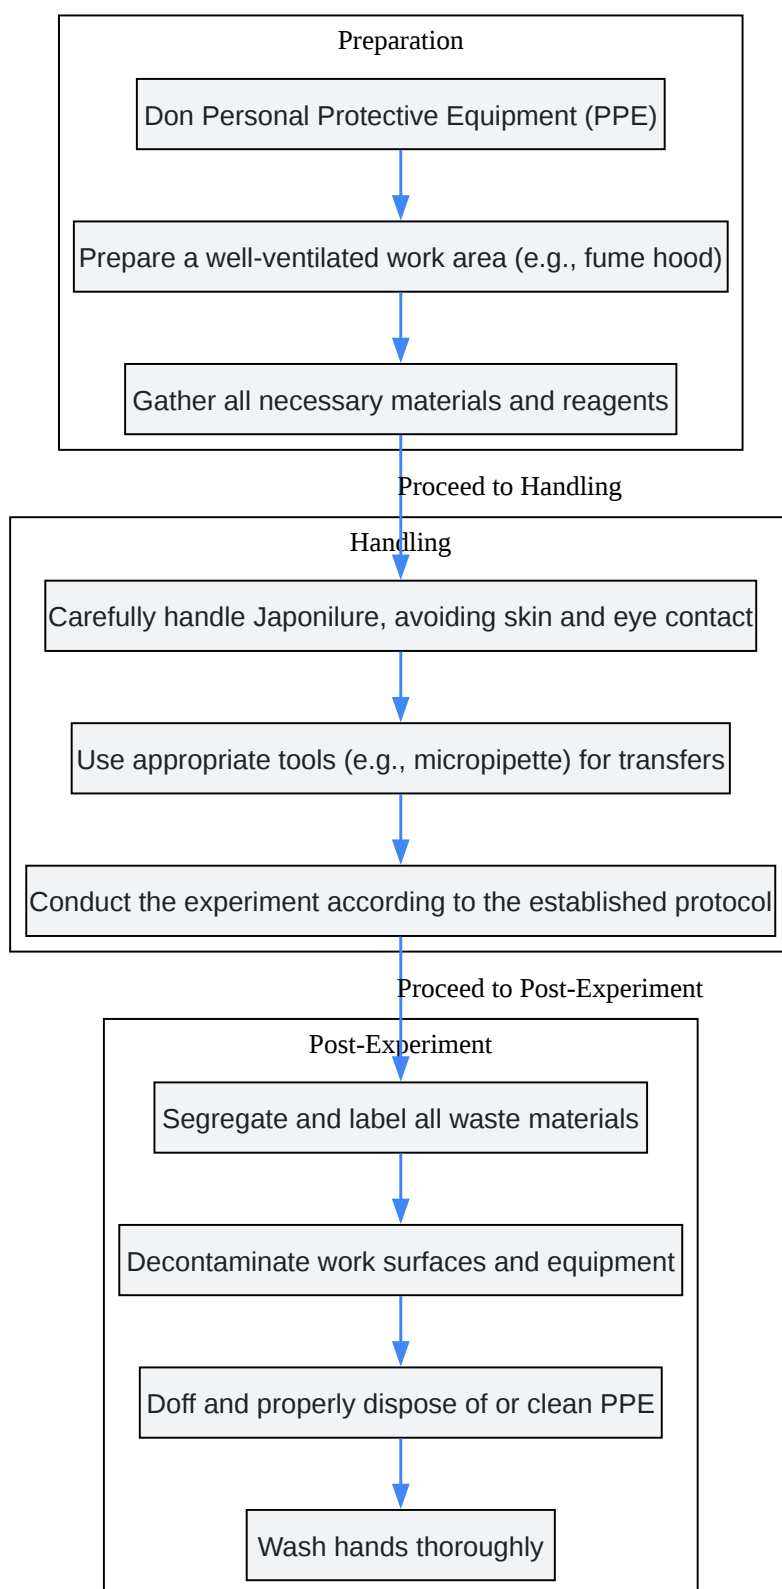 Preparation
Don Personal Protective Equipment (PPE)
Prepare a well-ventilated work area (e.g., fume hood)
Gather all necessary materials and reagents
Proceed to Handling
Handling
Carefully handle Japonilure, avoiding skin and eye contact
Use appropriate tools (e.g., micropipette) for transfers
Conduct the experiment according to the established protocol
Proceed to Post-Experiment
Post-Experiment
Segregate and label all waste materials
Decontaminate work surfaces and equipment
Doff and properly dispose of or clean PPE
Wash hands thoroughly